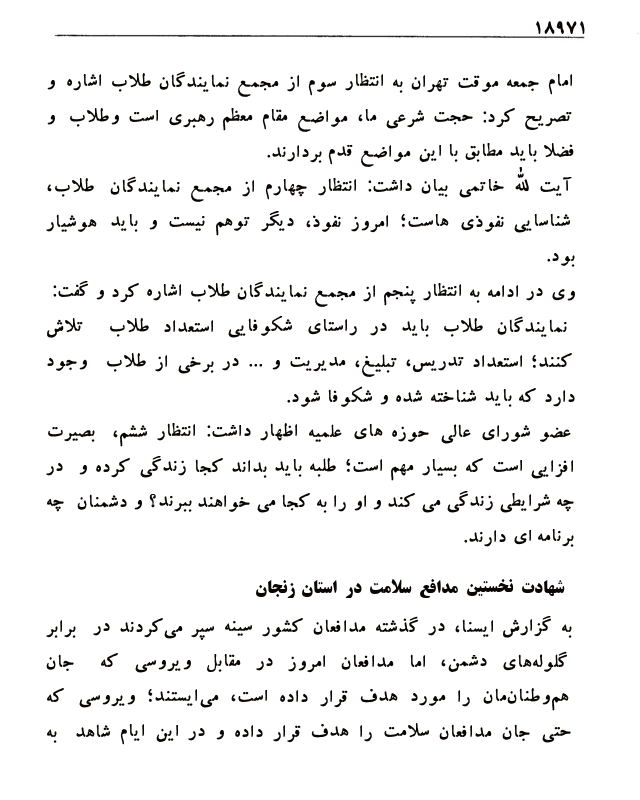 ۱۸۹۷۱
امام جمعه موقت تهران به انتظار سوم از مجمع نمایندگان طلاب اشاره و
تصریح کرد: حجت شرعی ما، مواضع مقام معظم رهبری است وطلاب و
فضلا باید مطابق با این مواضع قدم بردارند.
آیت لله خاتمی بیان داشت: انتظار چهارم از مجمع نمایندگان طلاب،
شناسایی نفوذی هاست؛ امروز نفوذ، دیگر توهم نیست و باید هوشیار
بود.
وی در ادامه به انتظار پنجم از مجمع نمایندگان طلاب اشاره کرد و گفت:
نمایندگان طلاب باید در راستای شکوفایی استعداد طلاب تلاش
کنند؛ استعداد تدریس، تبلیغ، مدیریت و ... در برخی از طلاب وجود
دارد که باید شناخته شده و شکوفا شود.
عضو شورای عالی حوزه های علمیه اظهار داشت: انتظار ششم، بصیرت
افزایی است که بسیار مهم است؛ طلبه باید بداند کجا زندگی کرده و در
چه شرایطی زندگی می کند و او را به کجا می خواهند ببرند؟ و دشمنان چه
برنامه ای دارند.
شهادت نخستین مدافع سلامت در استان زنجان
به گزارش ایسنا، در گذشته مدافعان کشور سینه سپر می‌کردند در برابر
گلوله‌های دشمن، اما مدافعان امروز در مقابل ویروسی که جان
هم‌وطنان‌مان را مورد هدف قرار داده است، می‌ایستند؛ ویروسی که
حتی جان مدافعان سلامت را هدف قرار داده و در این ایام شاهد به